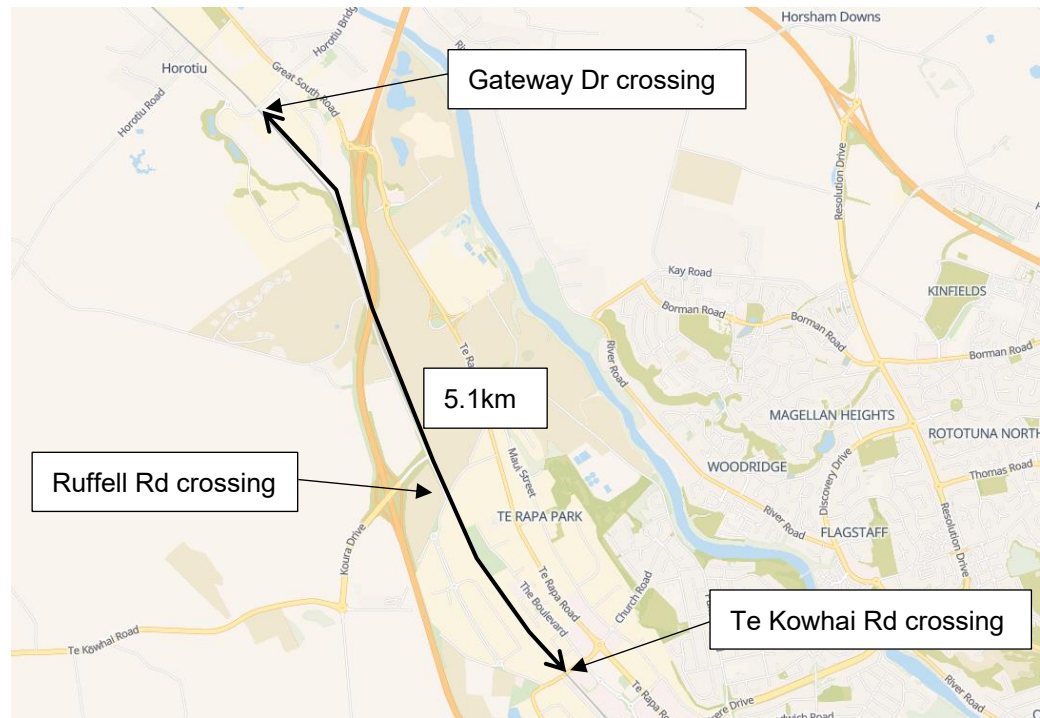 Horsham Downs
Horotiu Bridge
Great South Road
Horotiu
Horotiu Road
Gateway Dr crossing
Resolution Drive
Kay Road
KINFIELDS
Borman Road
Borman Road
Borman Road
River Road
Te Ra
5.1km
MAGELLAN HEIGHTS
ROTOTUNA NORTH
Maui Street
WOODRIDGE
Discovery Drive
Thomas Road
Ruffell Rd crossing
TE RAPA PARK
River Road
Resolution Drive
FLAGSTAFF
Koura Drive
Te Rapa Road
The Boulevard
Church Road
Te Kowhai Rd crossing
Te Kowhai Road
Te Rapa Road
River Road